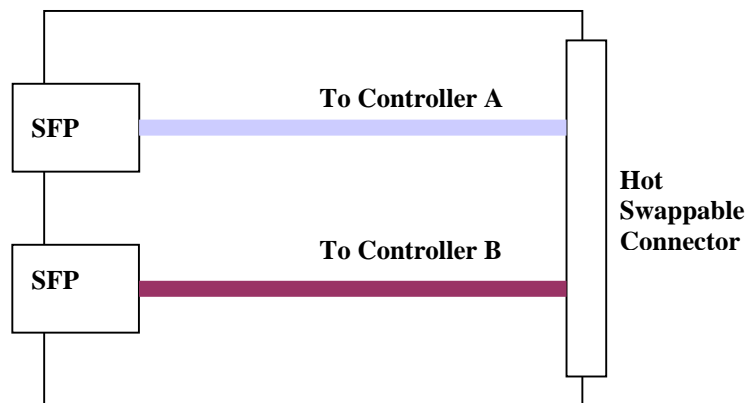 To Controller A
SFP
Hot
Swappable
Connector
To Controller B
SFP